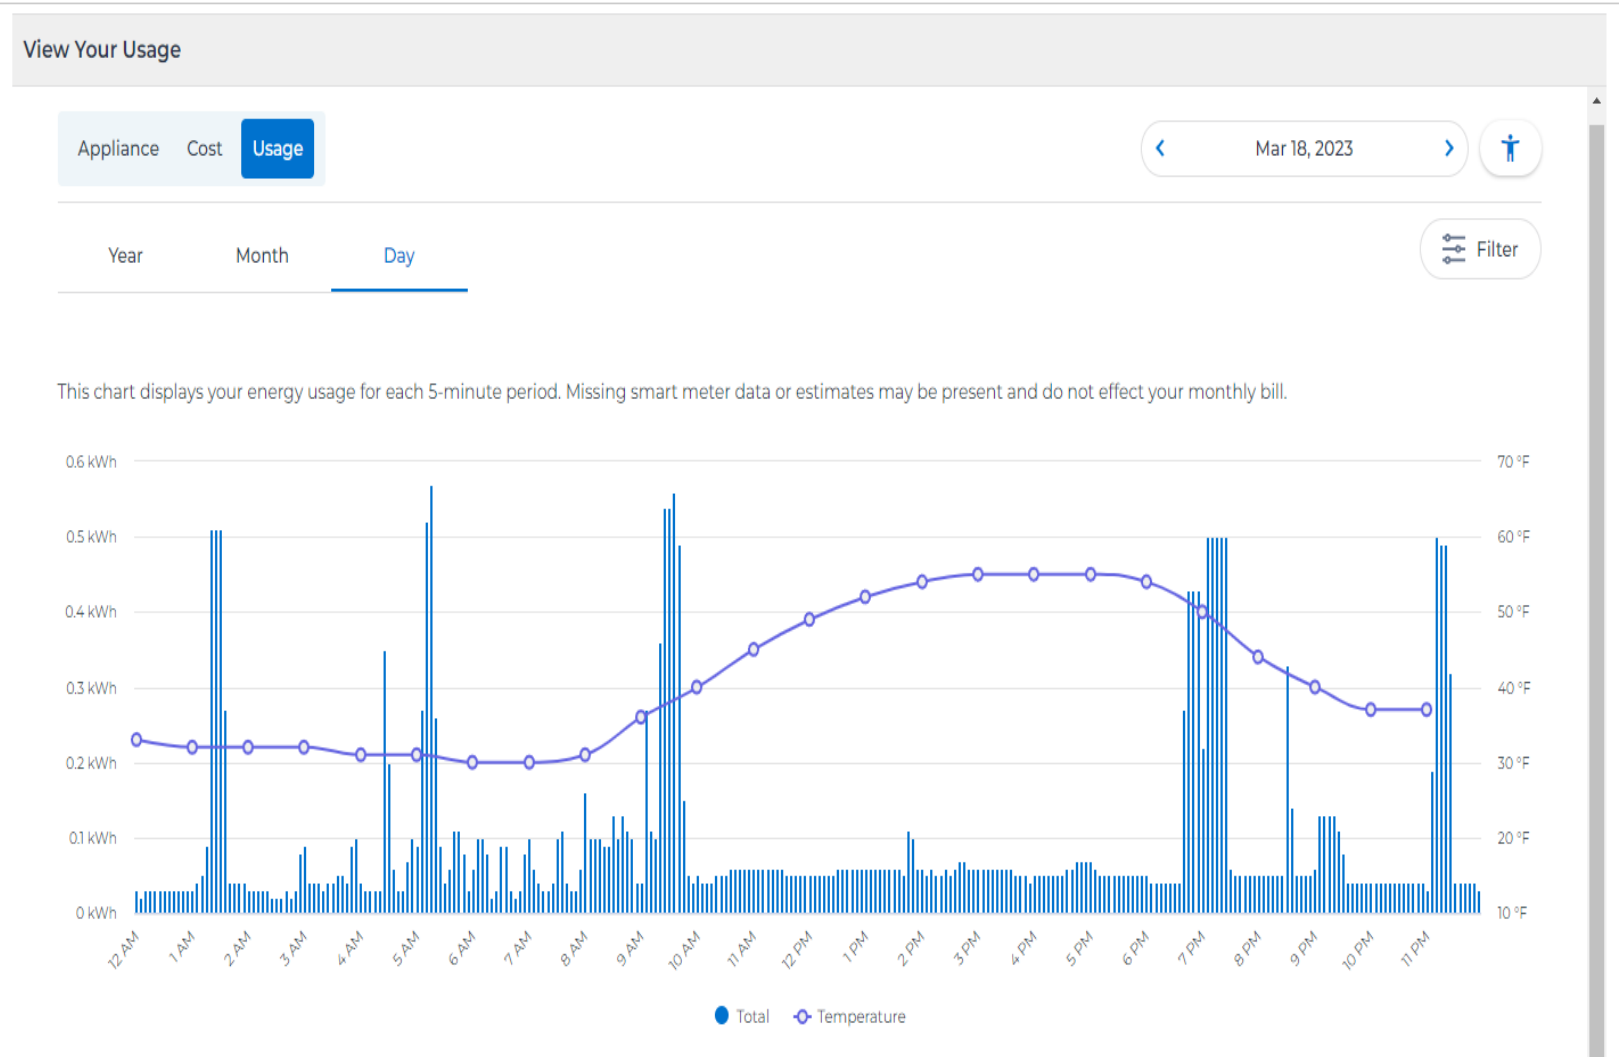 View Your Usage
Appliance Cost Usage
Mar 18, 2023
Year Month Day
Filter
This chart displays your energy usage for each 5-minute period. Missing smart meter data or estimates may be present and do not effect your monthly bill.
0.6 kWh 70 °F
0.5 kWh 60 °F
0.4 kWh 50 °F
0.3 kWh 40 °F
0.2 kWh 30 °F
0.1 kWh 20 °F
0 kWh 10 °F
12 AM 1 AM 2 AM 3 AM 4 AM 5 AM 6 AM 7 AM 8 AM 9 AM 10 AM 11 AM 12 PM 1 PM 2 PM 3 PM 4 PM 5 PM 6 PM 7 PM 8 PM 9 PM 10 PM 11 PM
Total Temperature